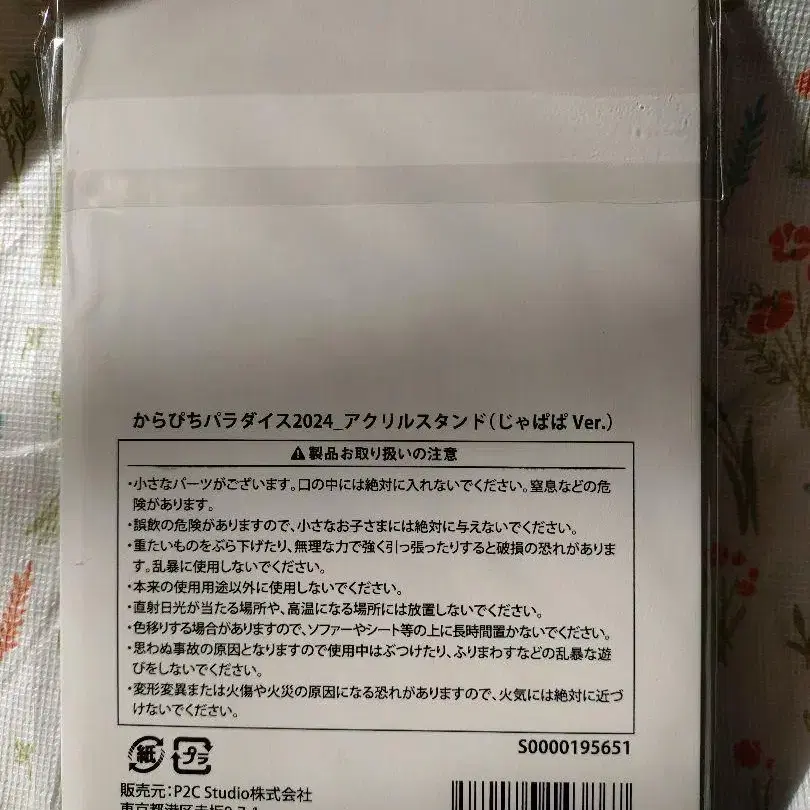 からぴちパラダイス2024_アクリルスタンド(じゃぱぱ Ver.)
⚠製品お取り扱いの注意
・小さなパーツがございます。口の中には絶対に入れないでください。窒息などの危
険があります。
・誤飲の危険がありますので、小さなお子さまには絶対に与えないでください。
・重たいものをぶら下げたり、無理な力で強く引っ張ったりすると破損の恐れがありま
す。乱暴に使用しないでください。
・本来の使用用途以外に使用しないでください。
・直射日光が当たる場所や、高温になる場所には放置しないでください。
・色移りする場合がありますので、ソファーやシート等の上に長時間置かないでください。
・思わぬ事故の原因となりますので使用中はぶつけたり、ふりまわすなどの乱暴な遊
びをしないでください。
・変形変異または火傷や火災の原因になる恐れがありますので、火気には絶対に近づ
けないでください。
S0000195651
紙 プラ
販売元:P2C Studio株式会社
東京都港区赤坂